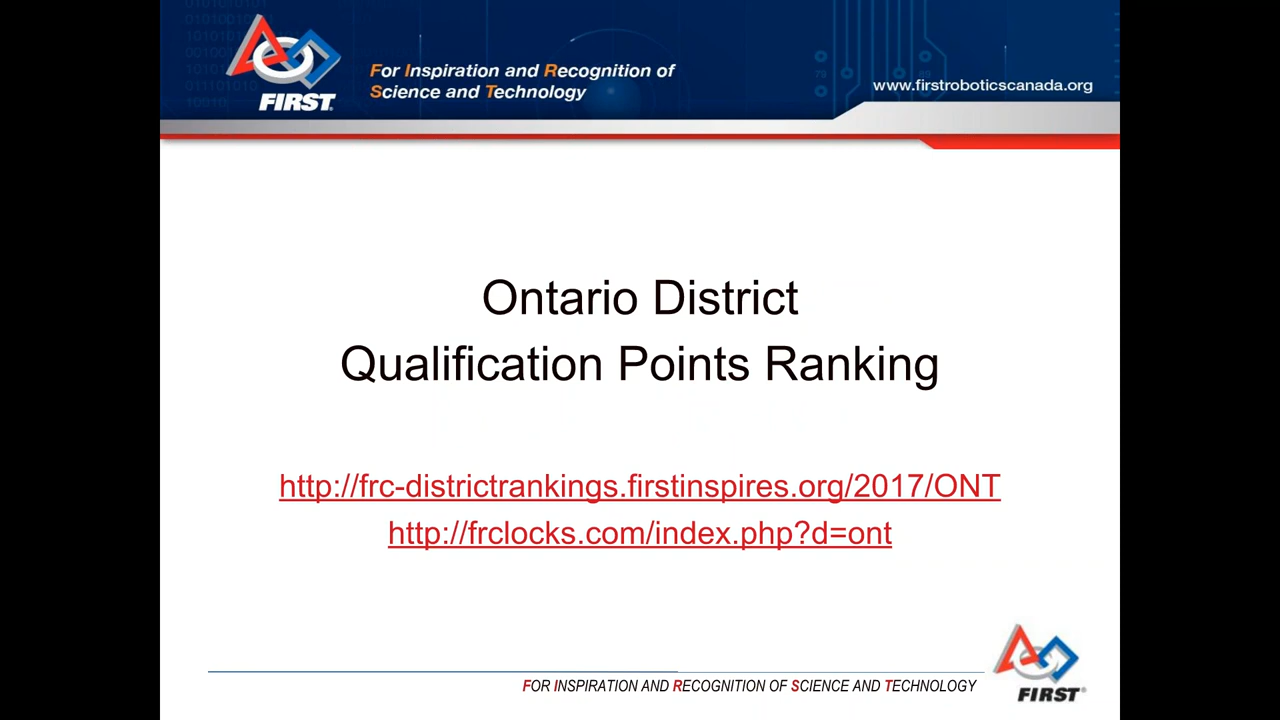 FIRST
For Inspiration and Recognition of
Science and Technology
www.firstroboticscanada.org
Ontario District
Qualification Points Ranking
http://frc-districtrankings.firstinspires.org/2017/ONT
http://frclocks.com/index.php?d=ont
FOR INSPIRATION AND RECOGNITION OF SCIENCE AND TECHNOLOGY
FIRST